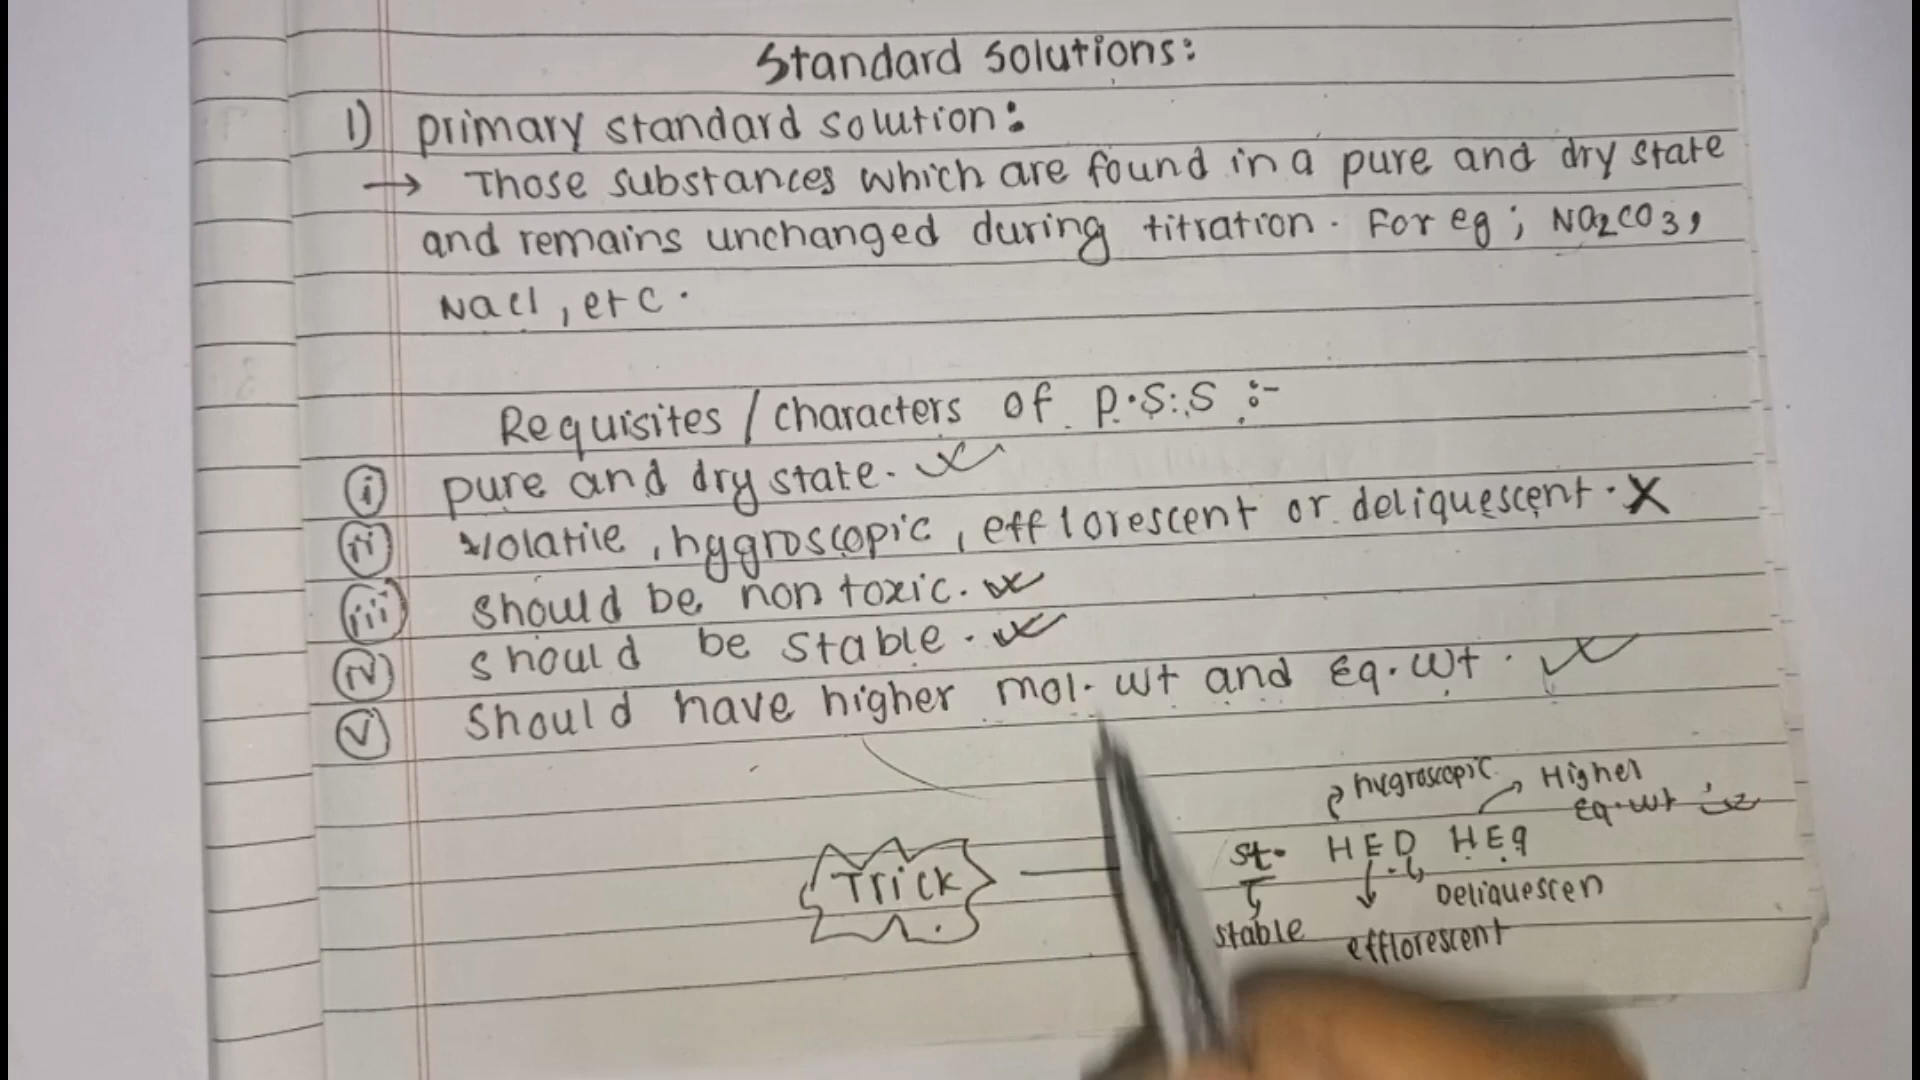 Standard Solutions:
1) primary standard solution:
→ Those substances which are found in a pure and dry state
and remains unchanged during titration. For eg; Na2CO3,
Nacl, etc.
Requisites / characters of P.S.S :-
(i) pure and dry state. ✓
(ii) volatile, hygroscopic, efflorescent or deliquescent. X
(iii) should be non toxic. ✓
(iv) should be stable. ✓
(v) should have higher mol. wt and Eq. wt. ✓
hygroscopic Higher
Eq. wt
Trick — St. HED HEq
Deliquescen
stable
efflorescent